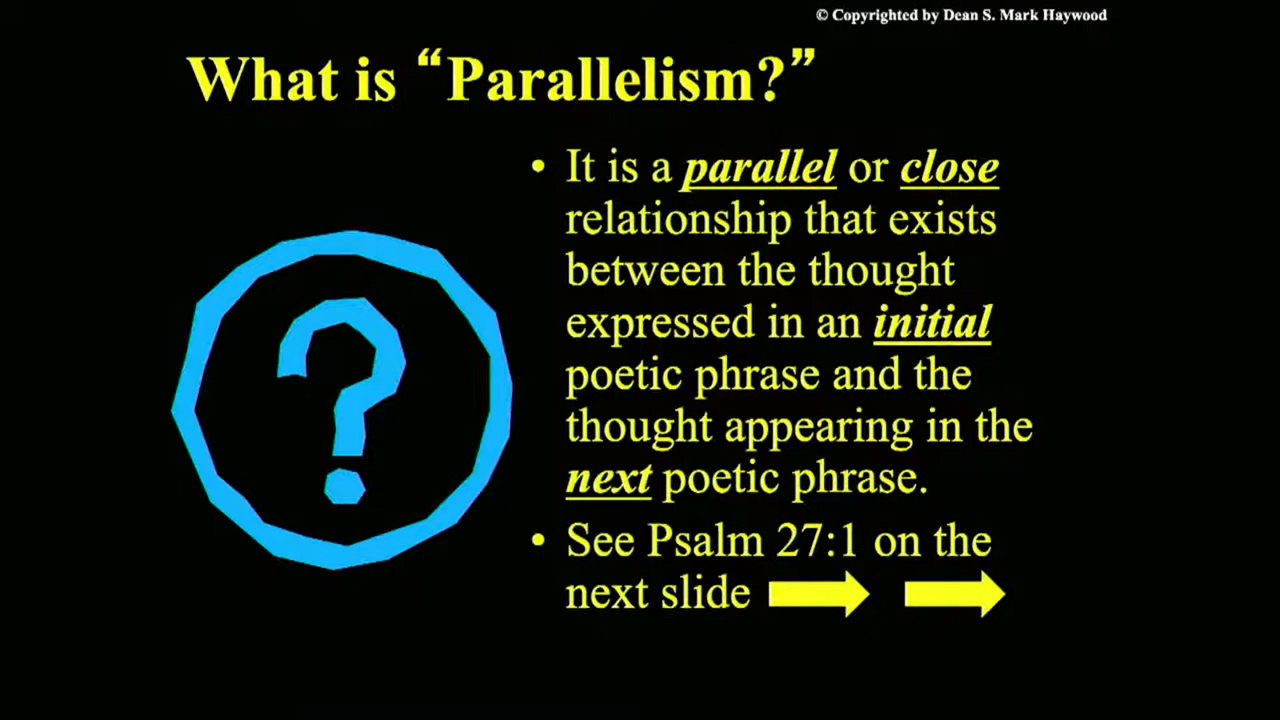 © Copyrighted by Dean S. Mark Haywood
What is “Parallelism?”
• It is a parallel or close
relationship that exists
between the thought
expressed in an initial
poetic phrase and the
thought appearing in the
next poetic phrase.
• See Psalm 27:1 on the
next slide